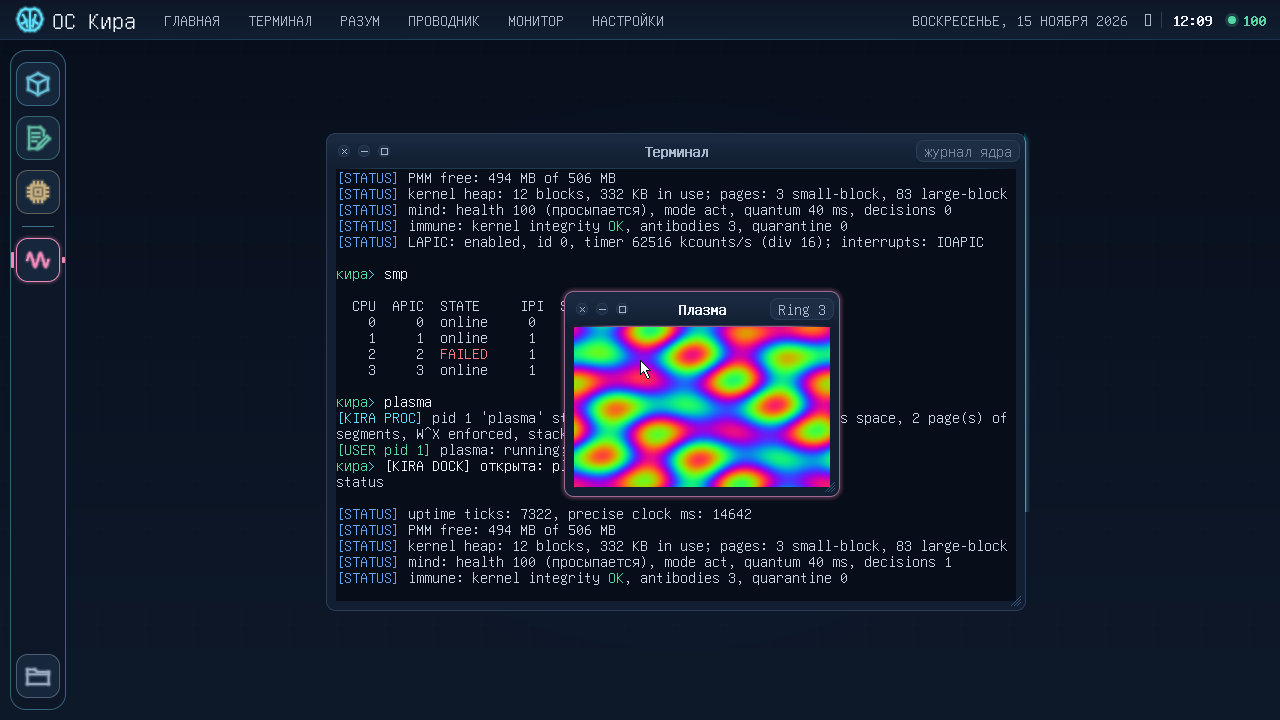 ОС Кира ГЛАВНАЯ ТЕРМИНАЛ РАЗУМ ПРОВОДНИК МОНИТОР НАСТРОЙКИ ВОСКРЕСЕНЬЕ, 15 НОЯБРЯ 2026 12:09 100
Терминал журнал ядра
[STATUS] PMM free: 494 MB of 506 MB
[STATUS] kernel heap: 12 blocks, 332 KB in use; pages: 3 small-block, 83 large-block
[STATUS] mind: health 100 (просыпается), mode act, quantum 40 ms, decisions 0
[STATUS] immune: kernel integrity OK, antibodies 3, quarantine 0
[STATUS] LAPIC: enabled, id 0, timer 62516 kcounts/s (div 16); interrupts: IOAPIC
кира> smp
CPU APIC STATE IPI
0 0 online 0
1 1 online 1
2 2 FAILED 1
3 3 online 1
Плазма Ring 3
кира> plasma
[KIRA PROC] pid 1 'plasma' s space, 2 page(s) of
segments, W^X enforced, stack
[USER pid 1] plasma: running
кира> [KIRA DOCK] открыта:
status
[STATUS] uptime ticks: 7322, precise clock ms: 14642
[STATUS] PMM free: 494 MB of 506 MB
[STATUS] kernel heap: 12 blocks, 332 KB in use; pages: 3 small-block, 83 large-block
[STATUS] mind: health 100 (просыпается), mode act, quantum 40 ms, decisions 1
[STATUS] immune: kernel integrity OK, antibodies 3, quarantine 0